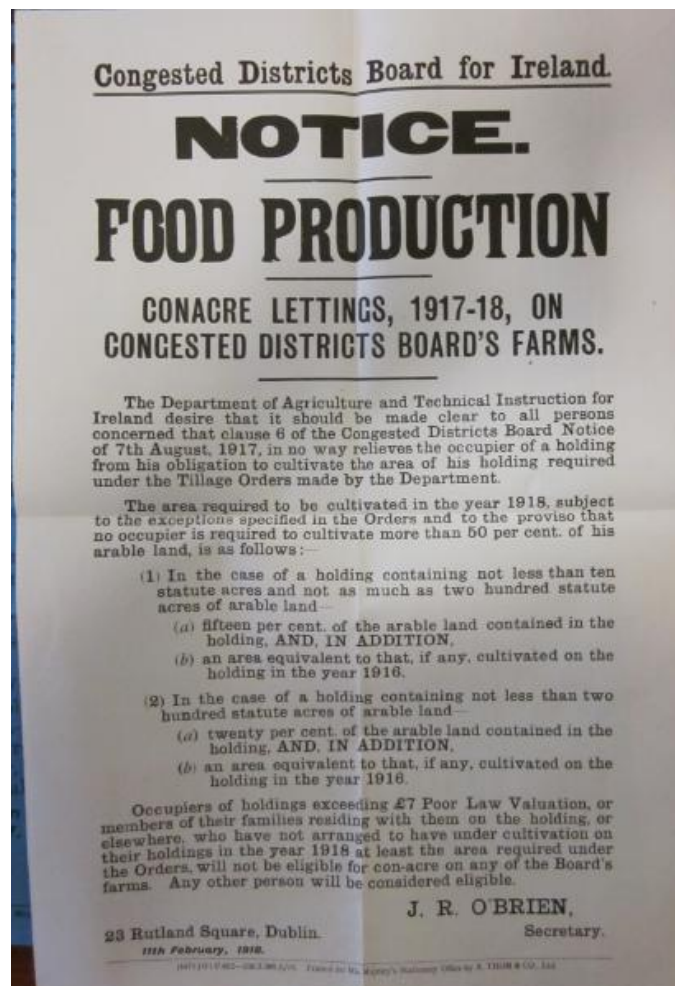 Congested Districts Board for Ireland.
NOTICE.
FOOD PRODUCTION
CONACRE LETTINGS, 1917-18, ON
CONGESTED DISTRICTS BOARD'S FARMS.
The Department of Agriculture and Technical Instruction for
Ireland desire that it should be made clear to all persons
concerned that clause 6 of the Congested Districts Board Notice
of 7th August, 1917, in no way relieves the occupier of a holding
from his obligation to cultivate the area of his holding required
under the Tillage Orders made by the Department.
The area required to be cultivated in the year 1918, subject
to the exceptions specified in the Orders and to the proviso that
no occupier is required to cultivate more than 50 per cent. of his
arable land, is as follows:—
(1) In the case of a holding containing not less than ten
statute acres and not as much as two hundred statute
acres of arable land—
(a) fifteen per cent. of the arable land contained in the
holding, AND, IN ADDITION,
(b) an area equivalent to that, if any, cultivated on the
holding in the year 1916.
(2) In the case of a holding containing not less than two
hundred statute acres of arable land—
(a) twenty per cent. of the arable land contained in the
holding, AND, IN ADDITION,
(b) an area equivalent to that, if any, cultivated on the
holding in the year 1916.
Occupiers of holdings exceeding £7 Poor Law Valuation, or
members of their families residing with them on the holding, or
elsewhere, who have not arranged to have under cultivation on
their holdings in the year 1918 at least the area required under
the Orders, will not be eligible for con-acre on any of the Board's
farms. Any other person will be considered eligible.
J. R. O'BRIEN,
Secretary.
23 Rutland Square, Dublin.
11th February, 1918.
Printed for His Majesty's Stationery Office by A. THOM & CO., Ltd.